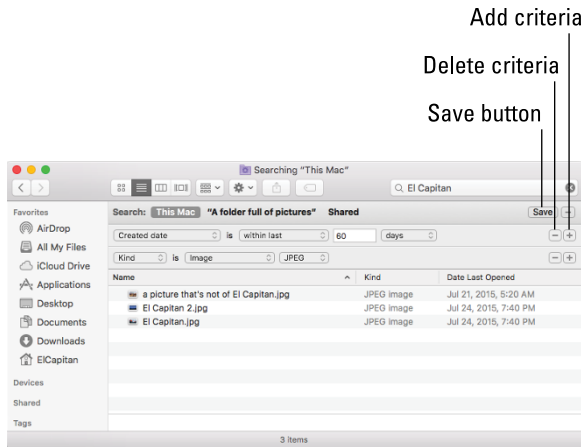 Add criteria
Delete criteria
Save button
Searching "This Mac"
El Capitan
Favorites
AirDrop
All My Files
iCloud Drive
Applications
Desktop
Documents
Downloads
ElCapitan
Devices
Shared
Tags
Search: This Mac "A folder full of pictures" Shared Save
Created date is within last 60 days
Kind is Image JPEG
Name Kind Date Last Opened
a picture that's not of El Capitan.jpg JPEG image Jul 21, 2015, 5:20 AM
El Capitan 2.jpg JPEG image Jul 24, 2015, 7:40 PM
El Capitan.jpg JPEG image Jul 24, 2015, 7:40 PM
3 items